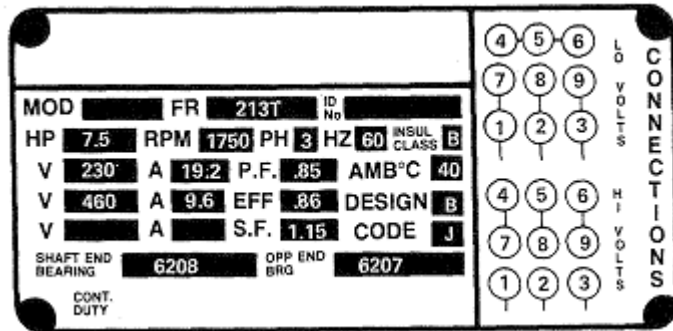 MOD FR 213T ID No
HP 7.5 RPM 1750 PH 3 HZ 60 INSUL CLASS B
V 230 A 19.2 P.F. .85 AMB°C 40
V 460 A 9.6 EFF .86 DESIGN B
V A S.F. 1.15 CODE J
SHAFT END BEARING 6208 OPP END BRG 6207
CONT. DUTY
4 5 6
7 8 9
1 2 3
LO VOLTS
4 5 6
7 8 9
1 2 3
HI VOLTS
CONNECTIONS